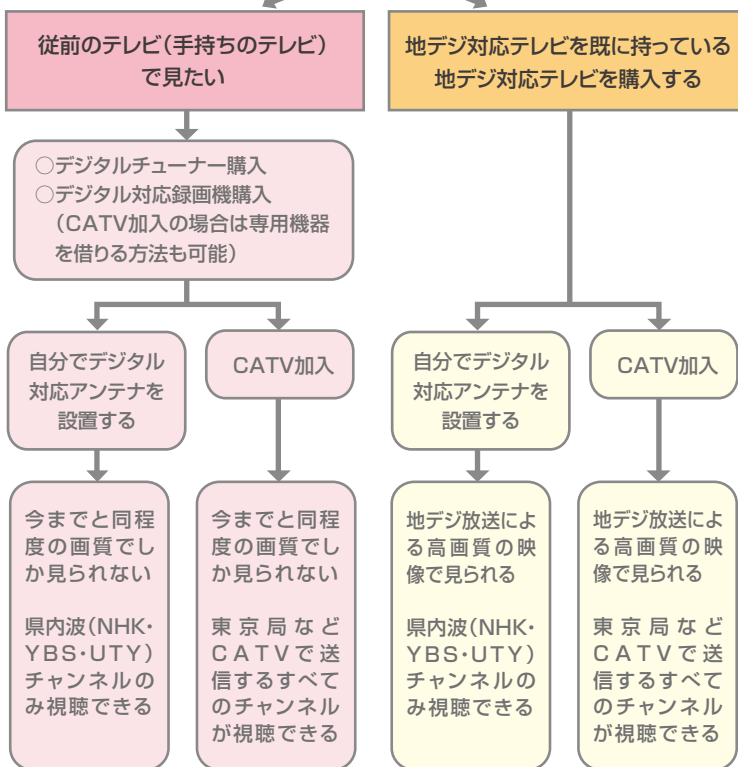 従前のテレビ(手持ちのテレビ)
で見たい
地デジ対応テレビを既に持っている
地デジ対応テレビを購入する
○デジタルチューナー購入
○デジタル対応録画機購入
(CATV加入の場合は専用機器
を借りる方法も可能)
自分でデジタル
対応アンテナを
設置する
CATV加入
自分でデジタル
対応アンテナを
設置する
CATV加入
今までと同程
度の画質でし
か見られない
県内波(NHK・
YBS・UTY)
チャンネルの
み視聴できる
今までと同程
度の画質でし
か見られない
東京局など
CATVで送
信するすべて
のチャンネル
が視聴できる
地デジ放送によ
る高画質の映
像で見られる
県内波(NHK・
YBS・UTY)
チャンネルの
み視聴できる
地デジ放送によ
る高画質の映
像で見られる
東京局など
CATVで送
信するすべて
のチャンネル
が視聴できる